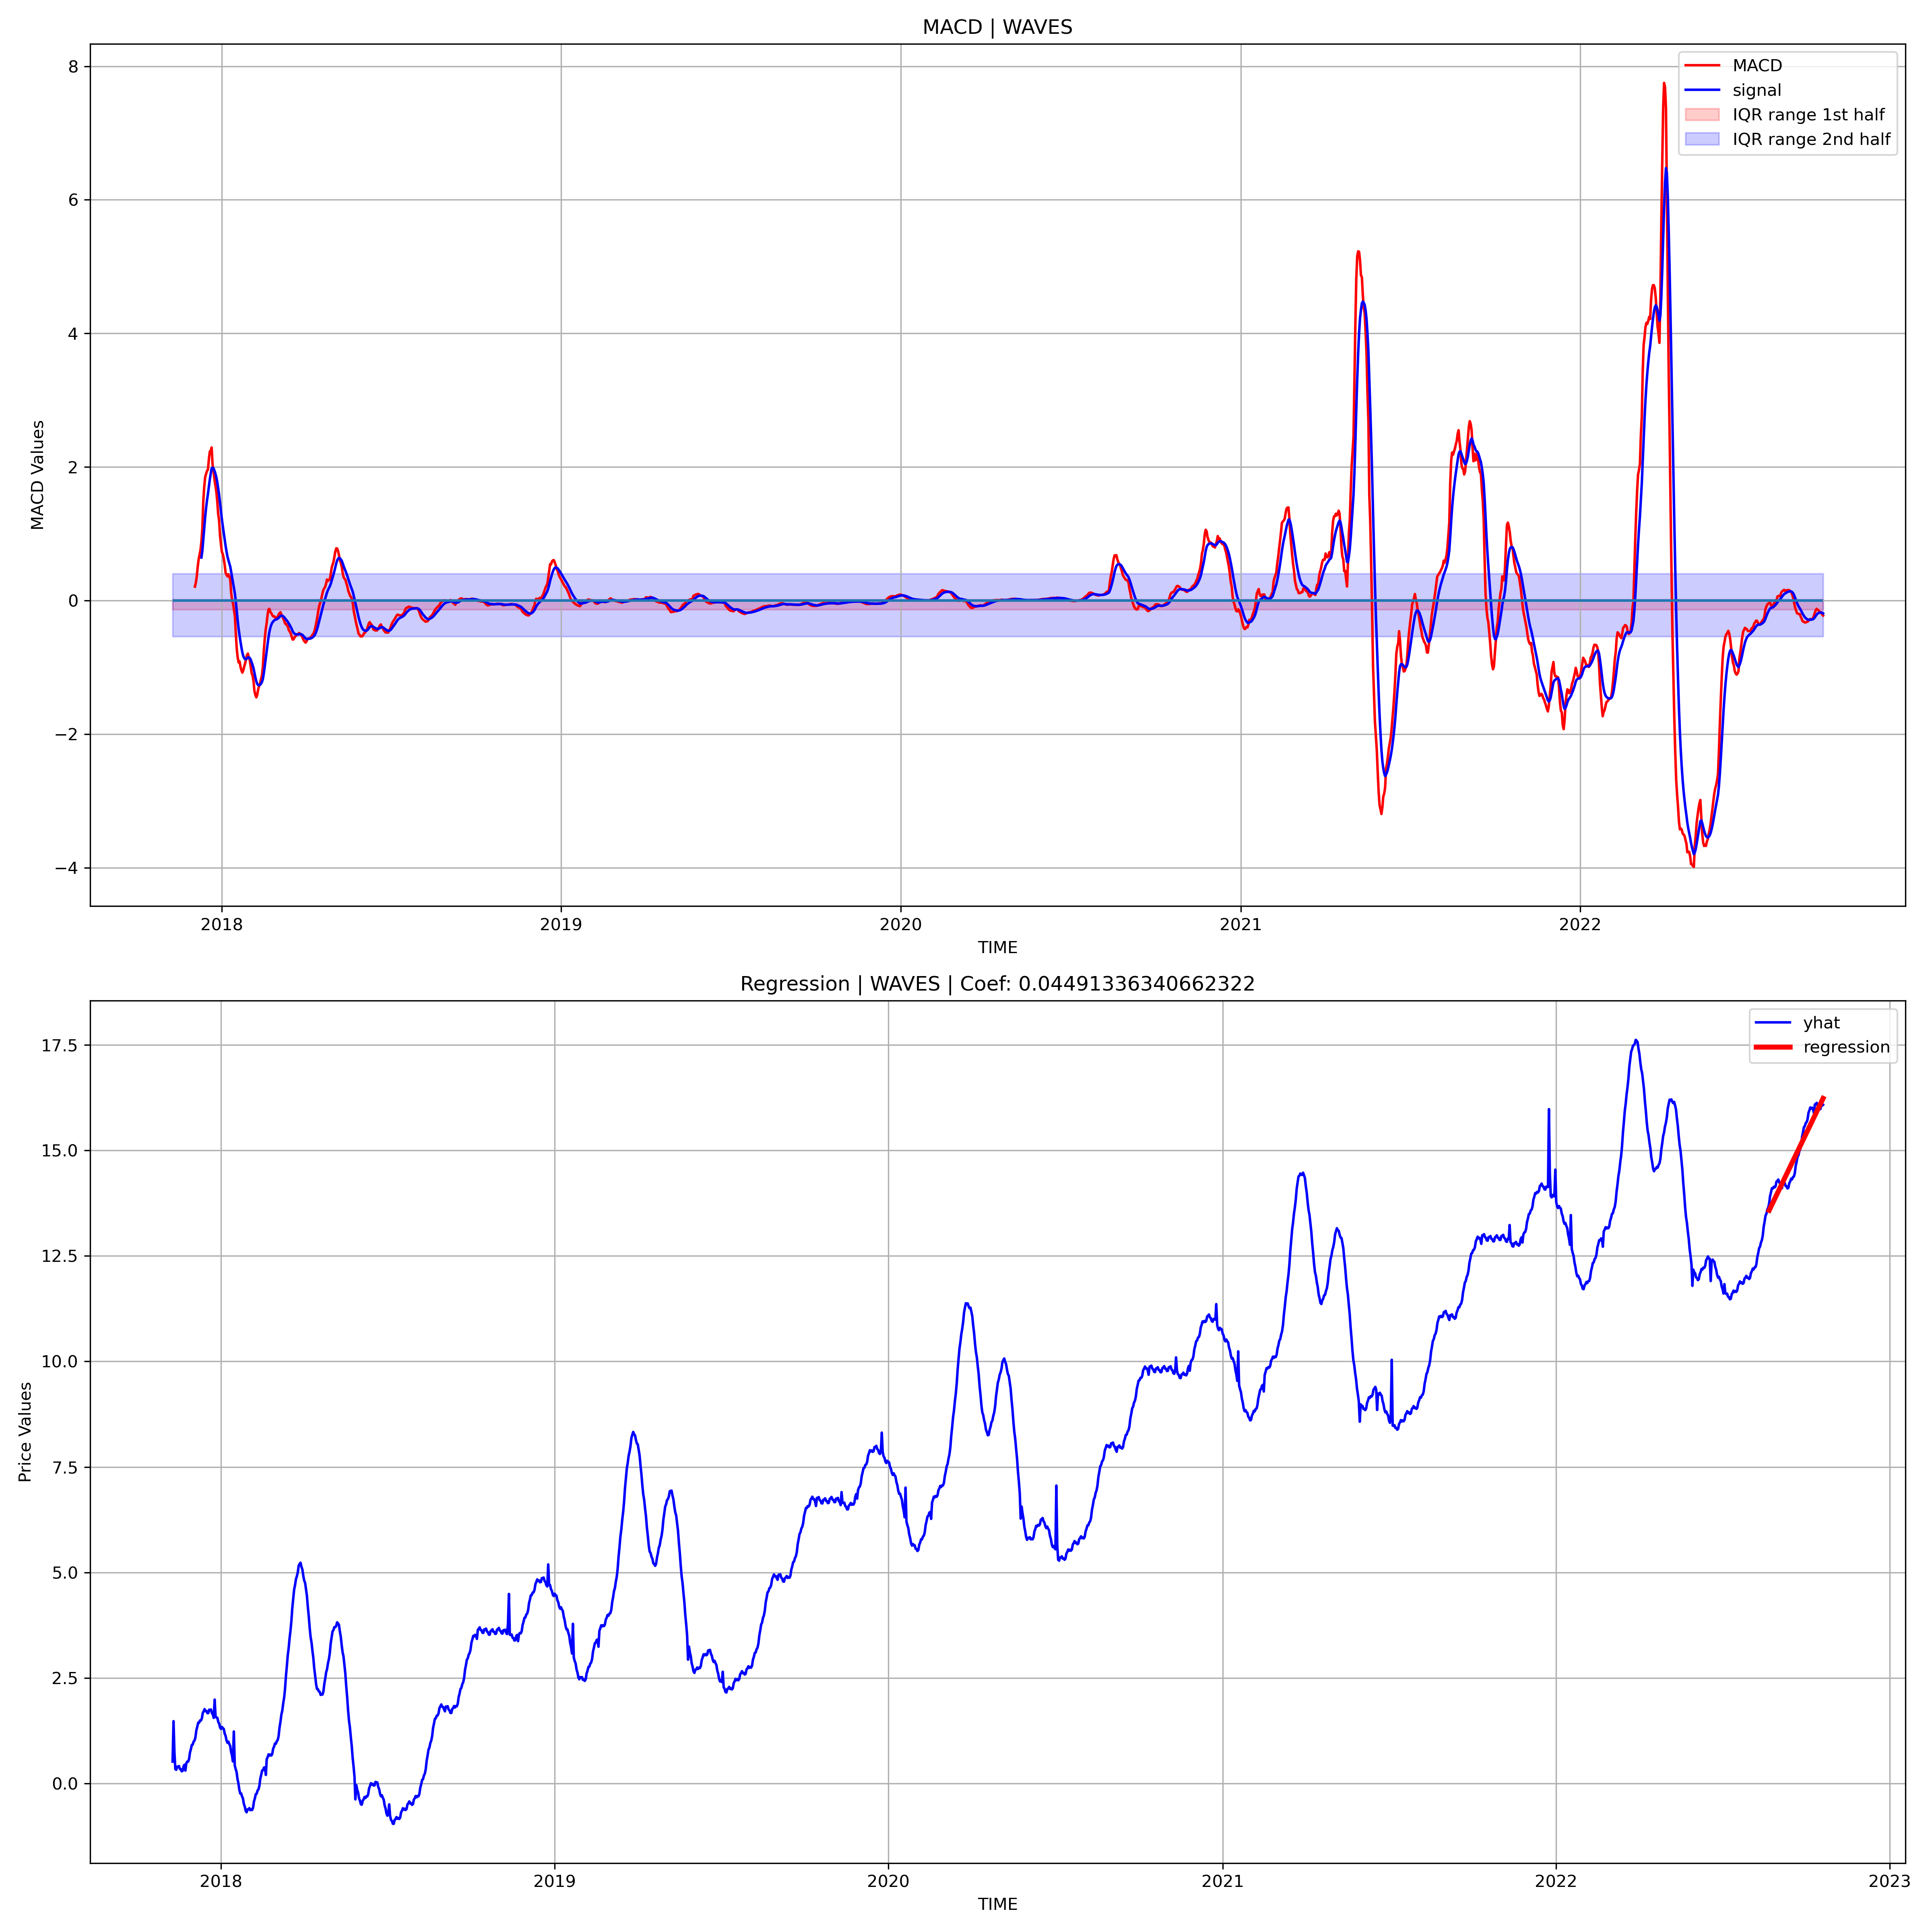 MACD | WAVES
MACD
signal
IQR range 1st half
IQR range 2nd half
MACD Values
8
6
4
2
0
−2
−4
2018
2019
2020
2021
2022
TIME
Regression | WAVES | Coef: 0.04491336340662322
yhat
regression
Price Values
17.5
15.0
12.5
10.0
7.5
5.0
2.5
0.0
2018
2019
2020
2021
2022
2023
TIME